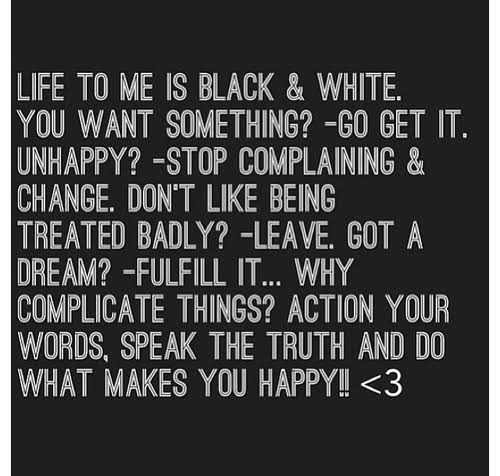 LIFE TO ME IS BLACK & WHITE.
YOU WANT SOMETHING? -GO GET IT.
UNHAPPY? -STOP COMPLAINING &
CHANGE. DON'T LIKE BEING
TREATED BADLY? -LEAVE. GOT A
DREAM? -FULFILL IT... WHY
COMPLICATE THINGS? ACTION YOUR
WORDS, SPEAK THE TRUTH AND DO
WHAT MAKES YOU HAPPY!! <3